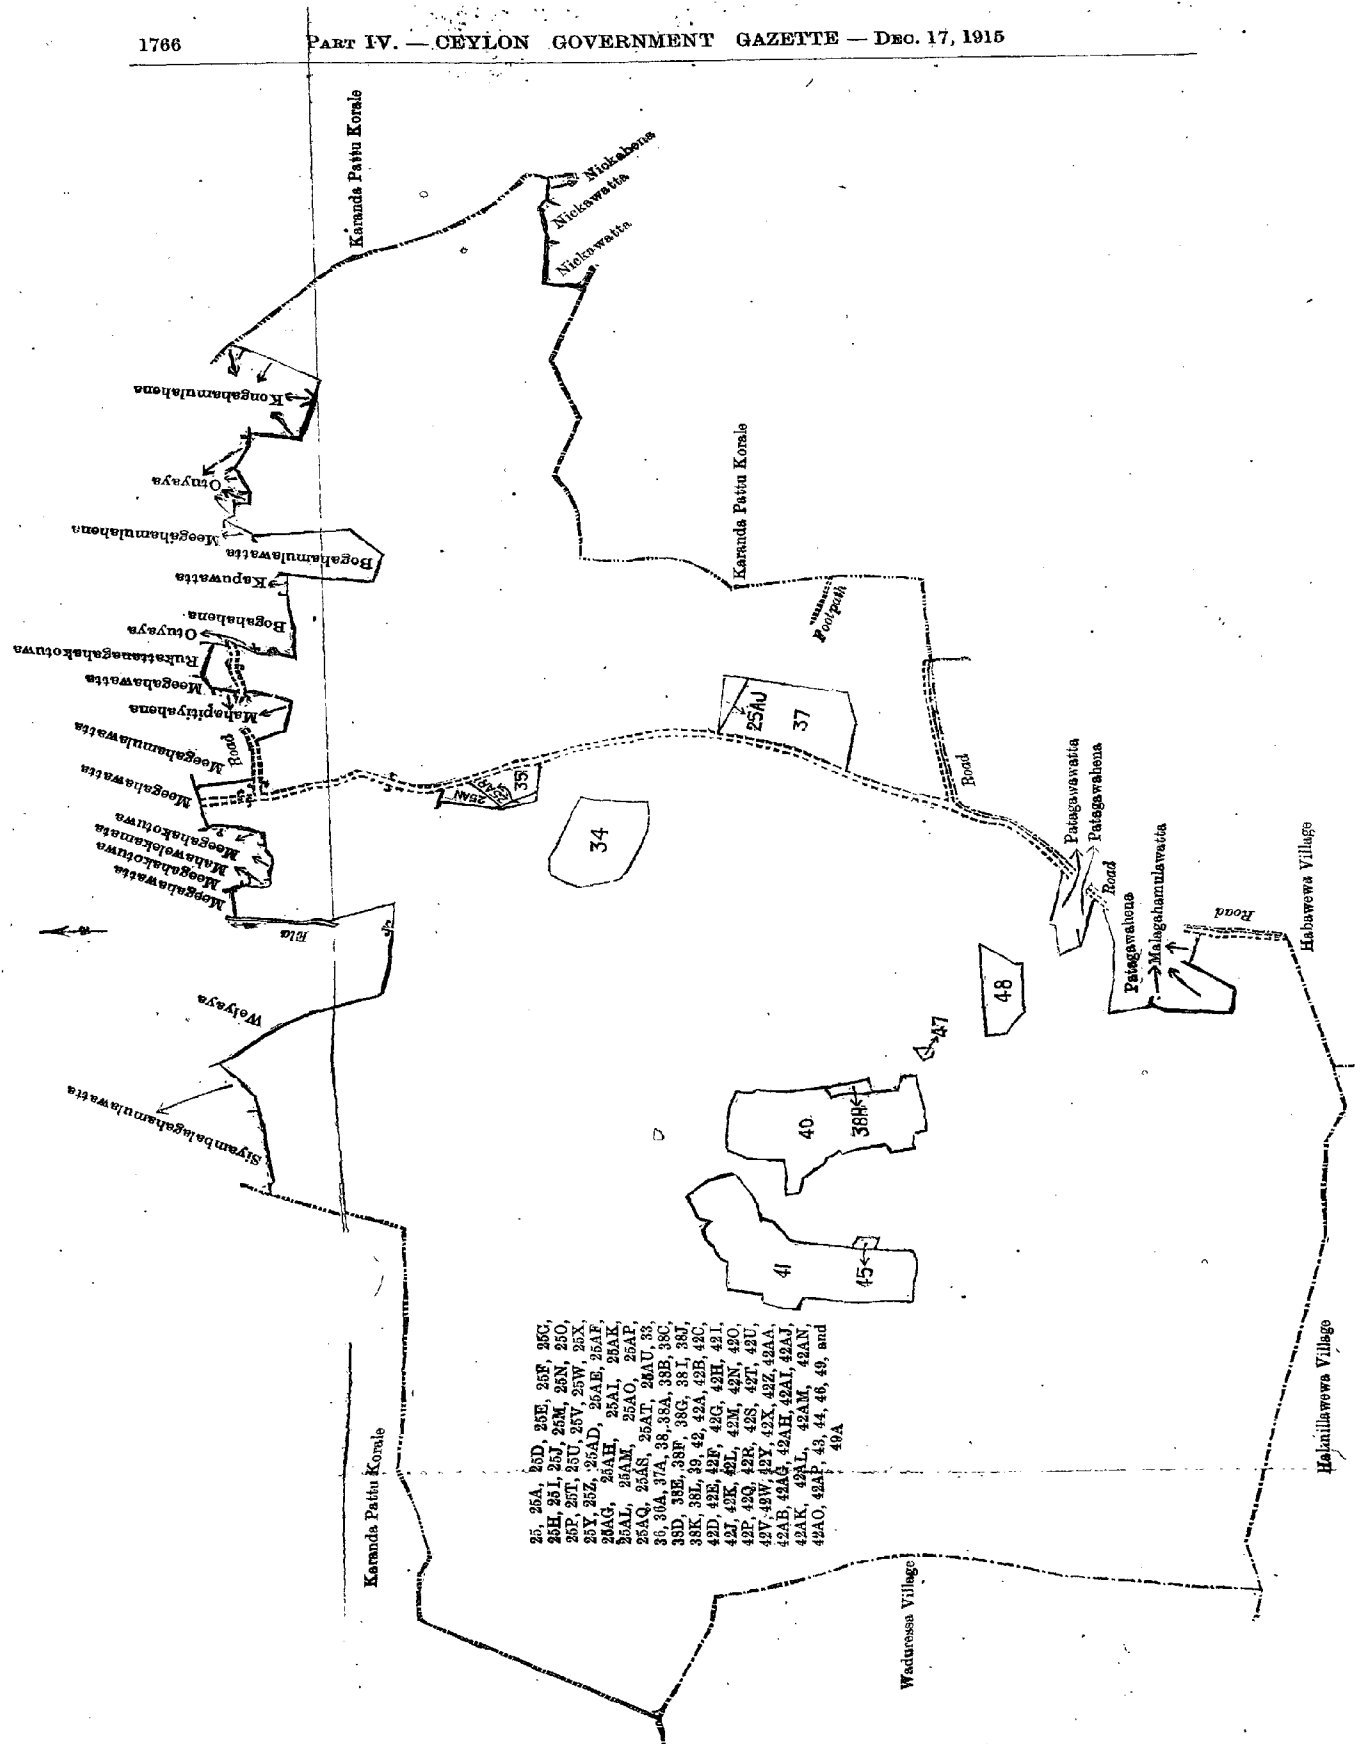 1766 PART IV. — CEYLON GOVERNMENT GAZETTE — DEC. 17, 1915
Karanda Pattu Korale
Nickahena
Nickawatta
Nickawatta
Kongahamulahena
Otuyaya
Meegahamulahena
Bogahamulawatta
Kapuwatta
Bogahahena
Otuyaya
Rukattanagahakotuwa
Meegahawatta
Mahapitiyahena
Road
Meegahamulawatta
Meegahawatta
Meegahakotuwa
Mahawelekamata
Meegahakotuwa
Meegahawatta
Ela
Welyaya
Siyambalagahamulawatta
Karanda Pattu Korale
Footpath
25AJ
37
25AN
25AR
35
34
Road
Patagawawatta
Patagawahena
Road
Patagawahena
Malagahamulawatta
Road
Habawewa Village
48
47
40
38H
41
45
25, 25A, 25D, 25E, 25F, 25G,
25H, 25I, 25J, 25M, 25N, 25O,
25P, 25T, 25U, 25V, 25W, 25X,
25Y, 25Z, 25AD, 25AE, 25AF,
25AG, 25AH, 25AI, 25AK,
25AL, 25AM, 25AO, 25AP,
25AQ, 25AS, 25AT, 25AU, 33,
36, 36A, 37A, 38, 38A, 38B, 38C,
38D, 38E, 38F, 38G, 38I, 38J,
38K, 38L, 39, 42, 42A, 42B, 42C,
42D, 42E, 42F, 42G, 42H, 42I,
42J, 42K, 42L, 42M, 42N, 42O,
42P, 42Q, 42R, 42S, 42T, 42U,
42V, 42W, 42Y, 42X, 42Z, 42AA,
42AB, 42AG, 42AH, 42AI, 42AJ,
42AK, 42AL, 42AM, 42AN,
42AO, 42AP, 43, 44, 46, 49, and
49A
Karanda Pattu Korale
Waduressa Village
Halmillawewa Village